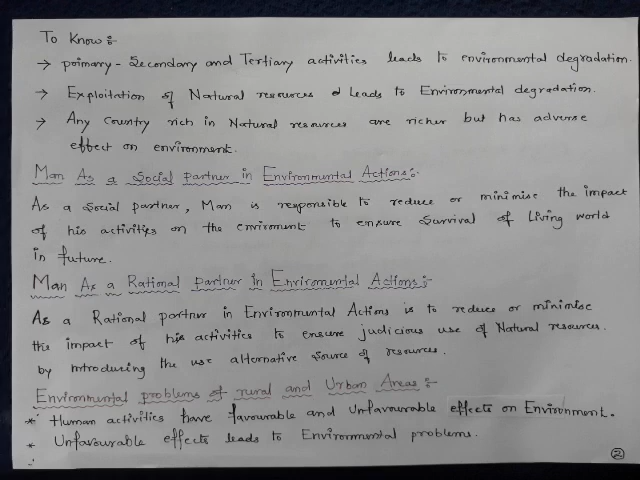 To Know :-
→ poimary - Secondary and Tertiary activities leads to environmental degradation.
→ Exploitation of Natural resources & Leads to Environmental degradation.
→ Any Country rich in Natural resources are richer but has adverse
effect on environment.
Man As a Social partner in Environmental Actions :-
As a Social partner, Man is responsible to reduce or minimise the impact
of his activities on the enviroment to ensure Survival of Living world
in future.
Man As a Rational partner in Enviromental Actions :-
As a Rational partner in Environmental Actions is to reduce or minimise
the impact of his activities to ensure judicious use of Natural resources.
by introducing the use alternative Source of resources.
Environmental problems of rural and Urban Areas :-
* Human activities have favourable and Unfavourable effects on Environment.
* Unfavourable effects leads to Environmental problems.
2